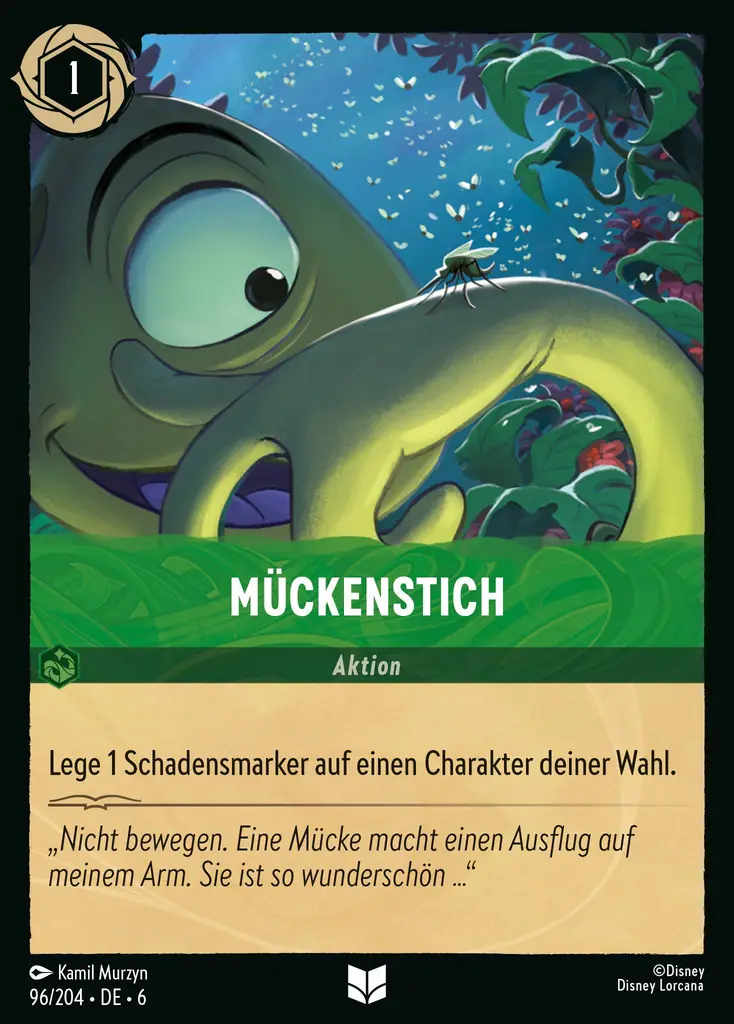 1
MÜCKENSTICH
Aktion
Lege 1 Schadensmarker auf einen Charakter deiner Wahl.
„Nicht bewegen. Eine Mücke macht einen Ausflug auf
meinem Arm. Sie ist so wunderschön ...“
Kamil Murzyn
96/204 • DE • 6
©Disney
Disney Lorcana